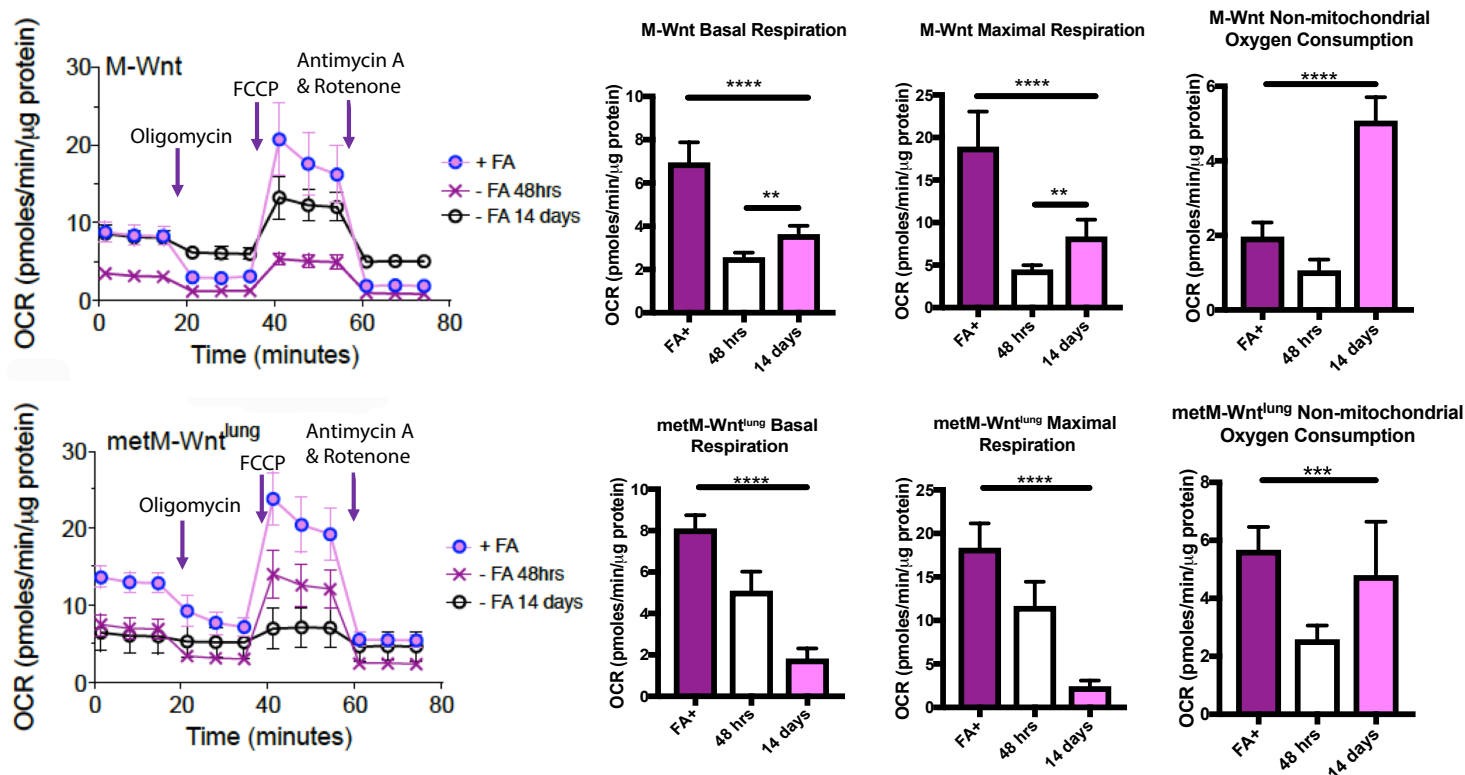 M-Wnt
OCR (pmoles/min/μg protein)
30
20
10
0
0 20 40 60 80
Time (minutes)
Oligomycin
FCCP
Antimycin A
& Rotenone
+ FA
- FA 48hrs
- FA 14 days
M-Wnt Basal Respiration
OCR (pmoles/min/μg protein)
10
8
6
4
2
0
****
**
FA+ 48 hrs 14 days
M-Wnt Maximal Respiration
OCR (pmoles/min/μg protein)
25
20
15
10
5
0
****
**
FA+ 48 hrs 14 days
M-Wnt Non-mitochondrial
Oxygen Consumption
OCR (pmoles/min/μg protein)
6
4
2
0
****
FA+ 48 hrs 14 days
metM-Wntlung
OCR (pmoles/min/μg protein)
30
20
10
0
0 20 40 60 80
Time (minutes)
Oligomycin
FCCP
Antimycin A
& Rotenone
+ FA
- FA 48hrs
- FA 14 days
metM-Wntlung Basal
Respiration
OCR (pmoles/min/μg protein)
10
8
6
4
2
0
****
FA+ 48 hrs 14 days
metM-Wntlung Maximal
Respiration
OCR (pmoles/min/μg protein)
25
20
15
10
5
0
****
FA+ 48 hrs 14 days
metM-Wntlung Non-mitochondrial
Oxygen Consumption
OCR (pmoles/min/μg protein)
8
6
4
2
0
***
FA+ 48 hrs 14 days